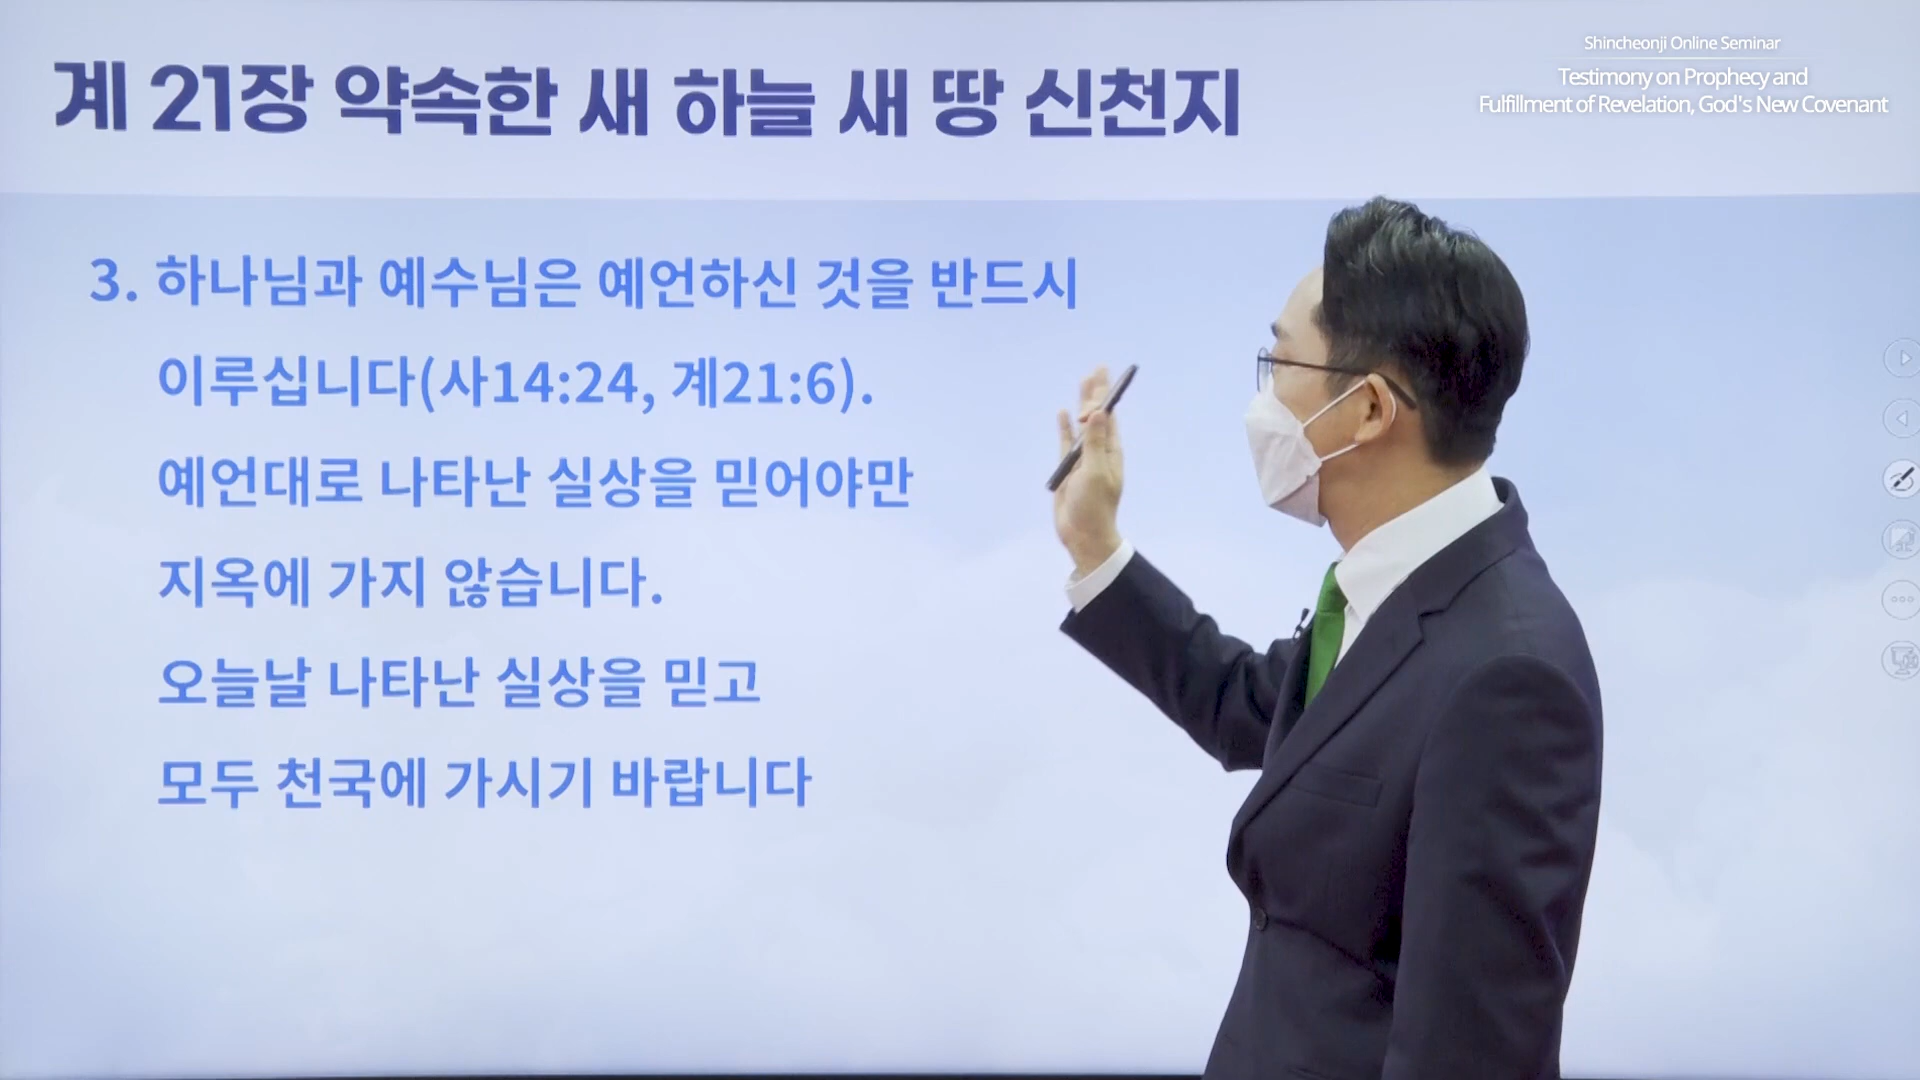 Shincheonji Online Seminar
Testimony on Prophecy and
Fulfillment of Revelation, God's New Covenant
계 21장 약속한 새 하늘 새 땅 신천지
3. 하나님과 예수님은 예언하신 것을 반드시
이루십니다(사14:24, 계21:6).
예언대로 나타난 실상을 믿어야만
지옥에 가지 않습니다.
오늘날 나타난 실상을 믿고
모두 천국에 가시기 바랍니다